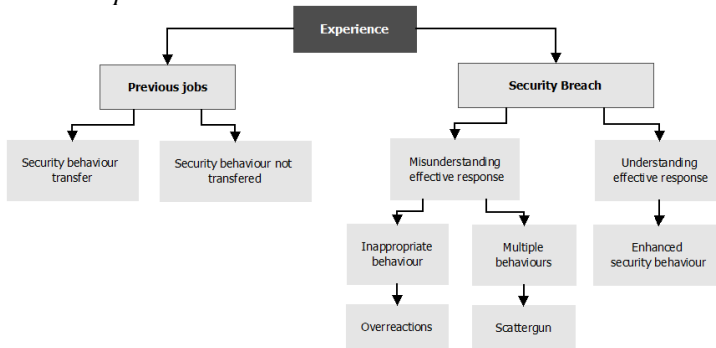 Experience
Previous jobs
Security Breach
Security behaviour
transfer
Security behaviour not
transfered
Misunderstanding
effective response
Understanding
effective response
Inappropriate
behaviour
Multiple
behaviours
Enhanced
security behaviour
Overreactions
Scattergun